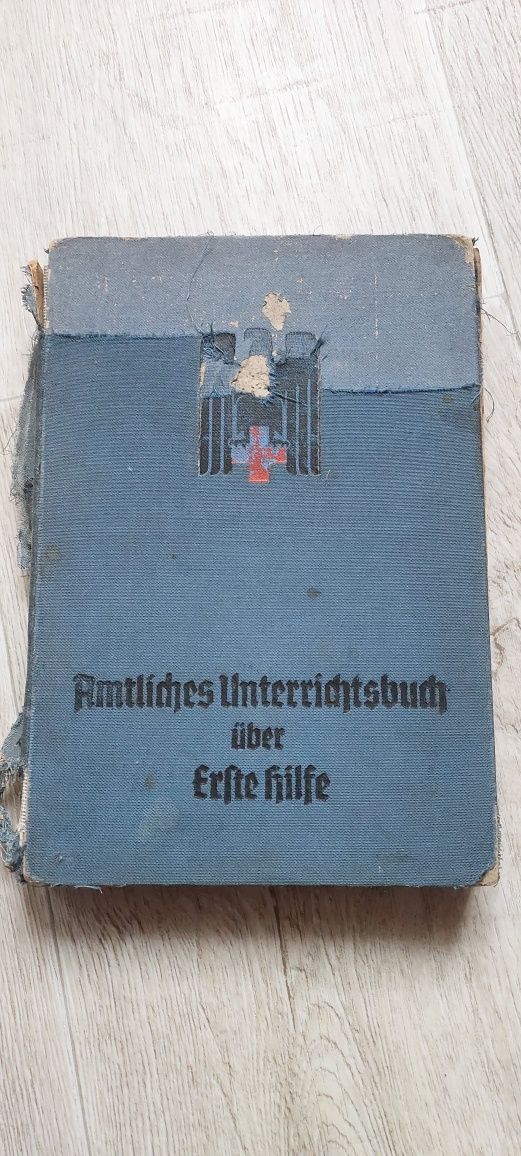 Amtliches Unterrichtsbuch
über
Erste Hilfe